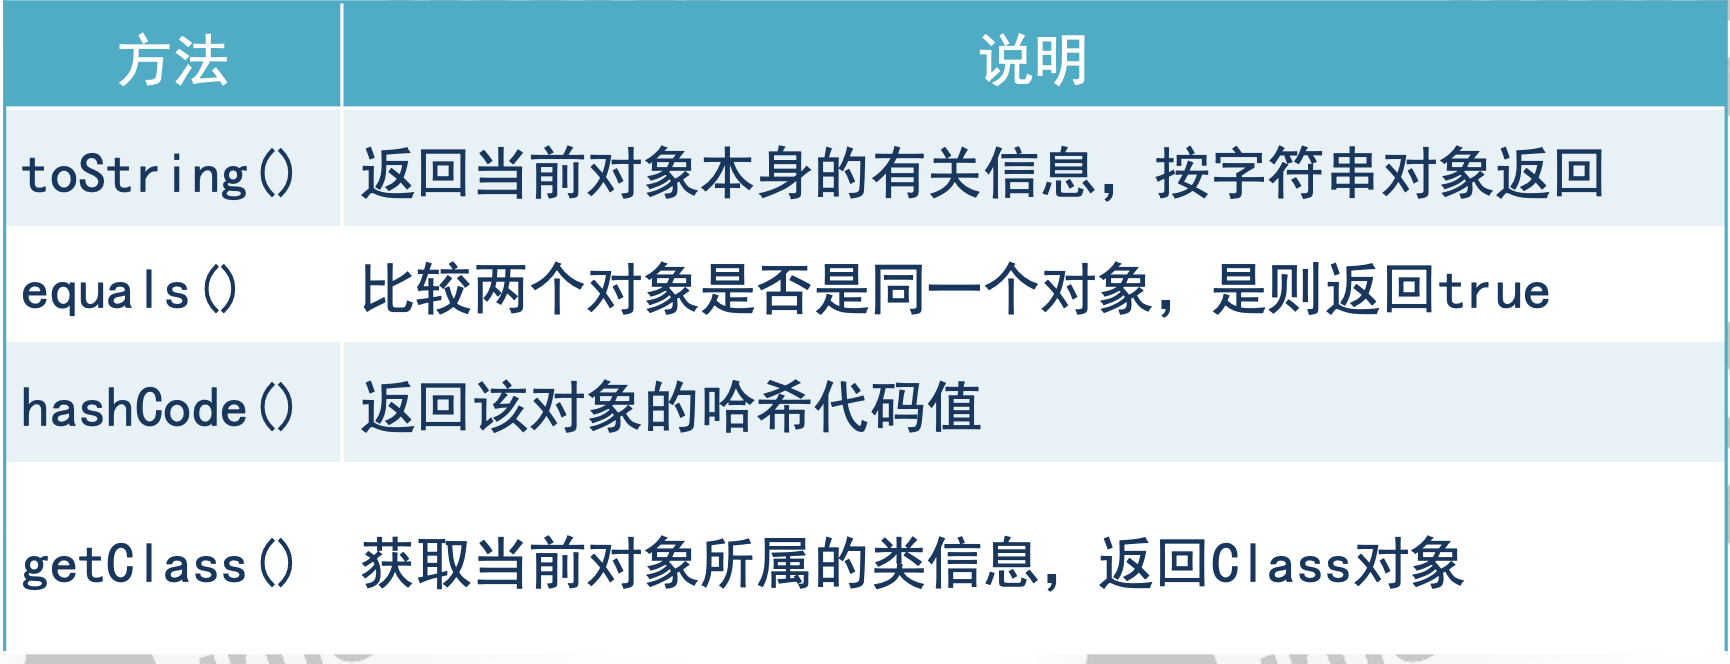 方法 说明
toString() 返回当前对象本身的有关信息，按字符串对象返回
equals() 比较两个对象是否是同一个对象，是则返回true
hashCode() 返回该对象的哈希代码值
getClass() 获取当前对象所属的类信息，返回Class对象